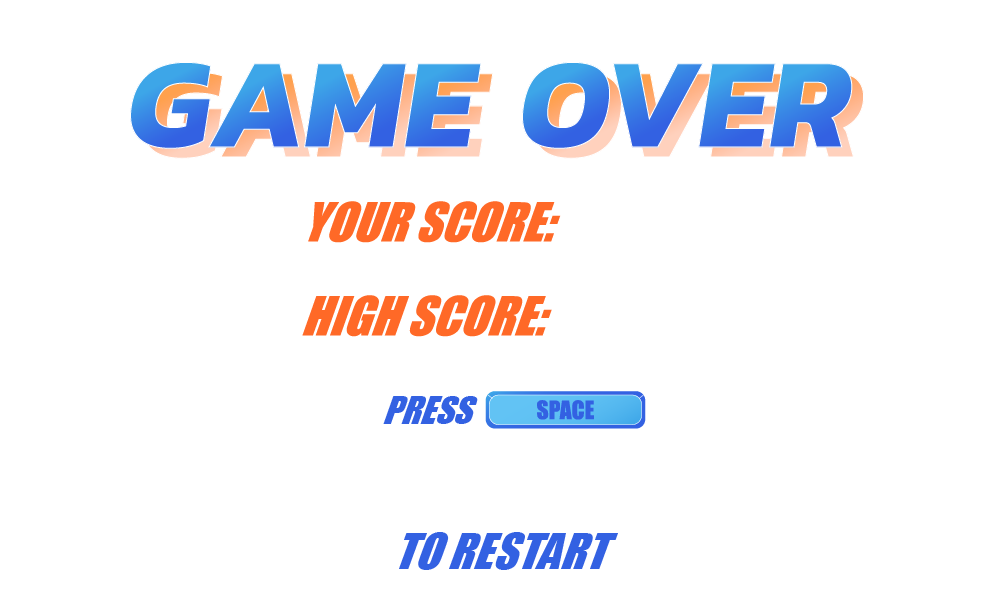 GAME OVER
YOUR SCORE:
HIGH SCORE:
PRESS SPACE
TO RESTART